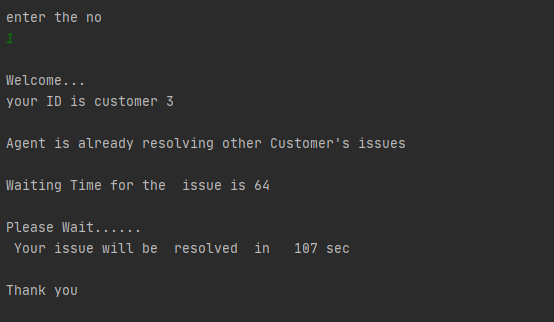 enter the no
1
Welcome...
your ID is customer 3
Agent is already resolving other Customer's issues
Waiting Time for the  issue is 64
Please Wait......
 Your issue will be  resolved  in   107 sec
Thank you